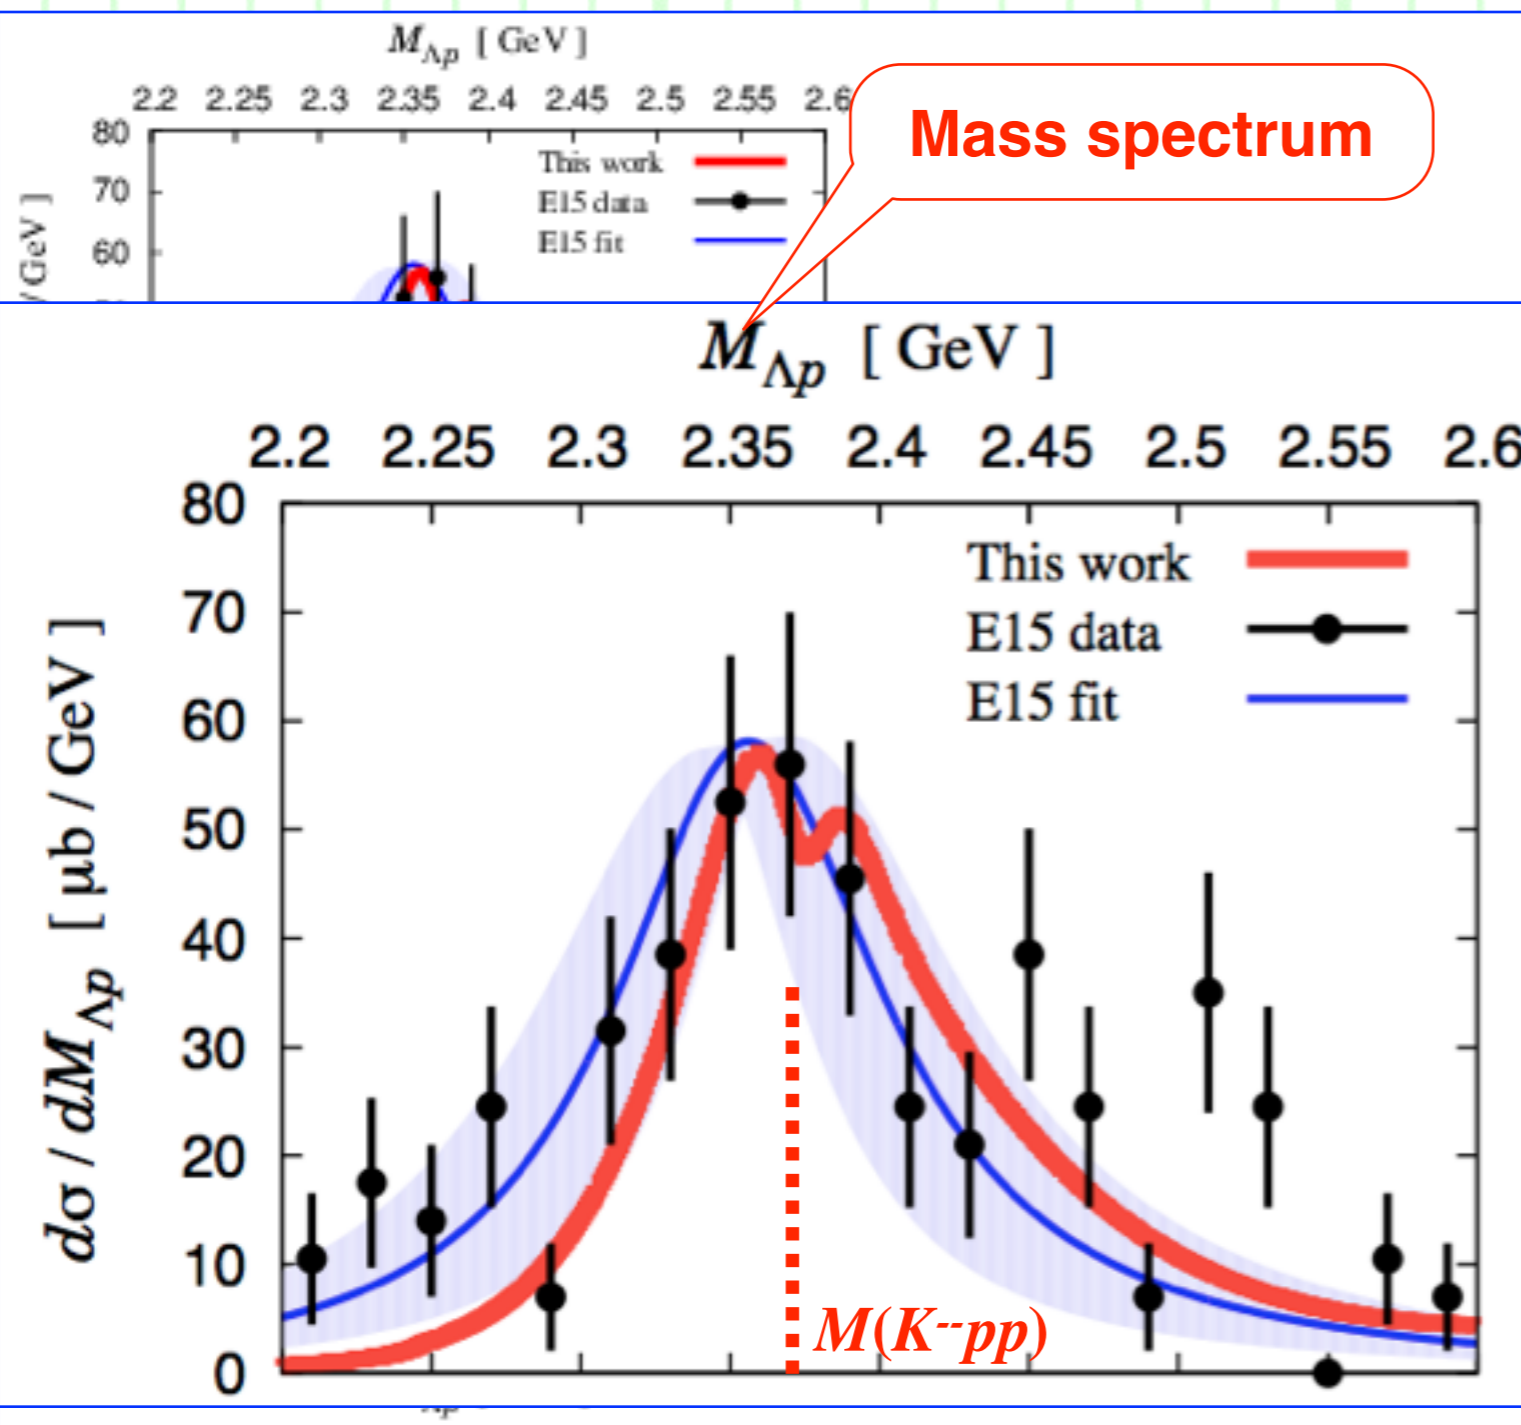 M_Λp [ GeV ]
2.2 2.25 2.3 2.35 2.4 2.45 2.5 2.55 2.6
Mass spectrum
80
This work
70
E15 data
/ GeV ]
60
E15 fit
M_Λp [ GeV ]
2.2 2.25 2.3 2.35 2.4 2.45 2.5 2.55 2.6
80
This work
70
E15 data
E15 fit
60
50
40
30
20
10
0
dσ / dM_Λp [ μb / GeV ]
M(K--pp)